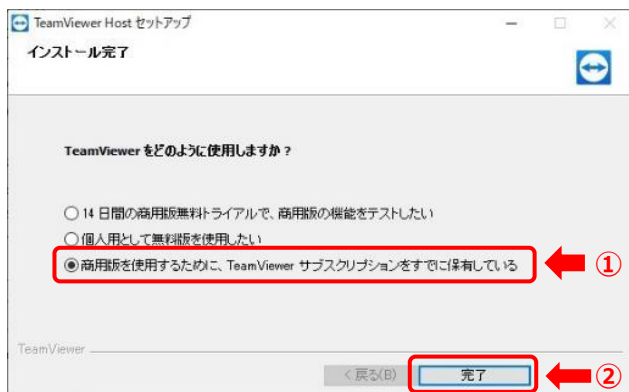 TeamViewer Host セットアップ
インストール完了
TeamViewer をどのように使用しますか?
14 日間の商用版無料トライアルで、商用版の機能をテストしたい
個人用として無料版を使用したい
商用版を使用するために、TeamViewer サブスクリプションをすでに保有している
①
TeamViewer
< 戻る(B)
完了
②